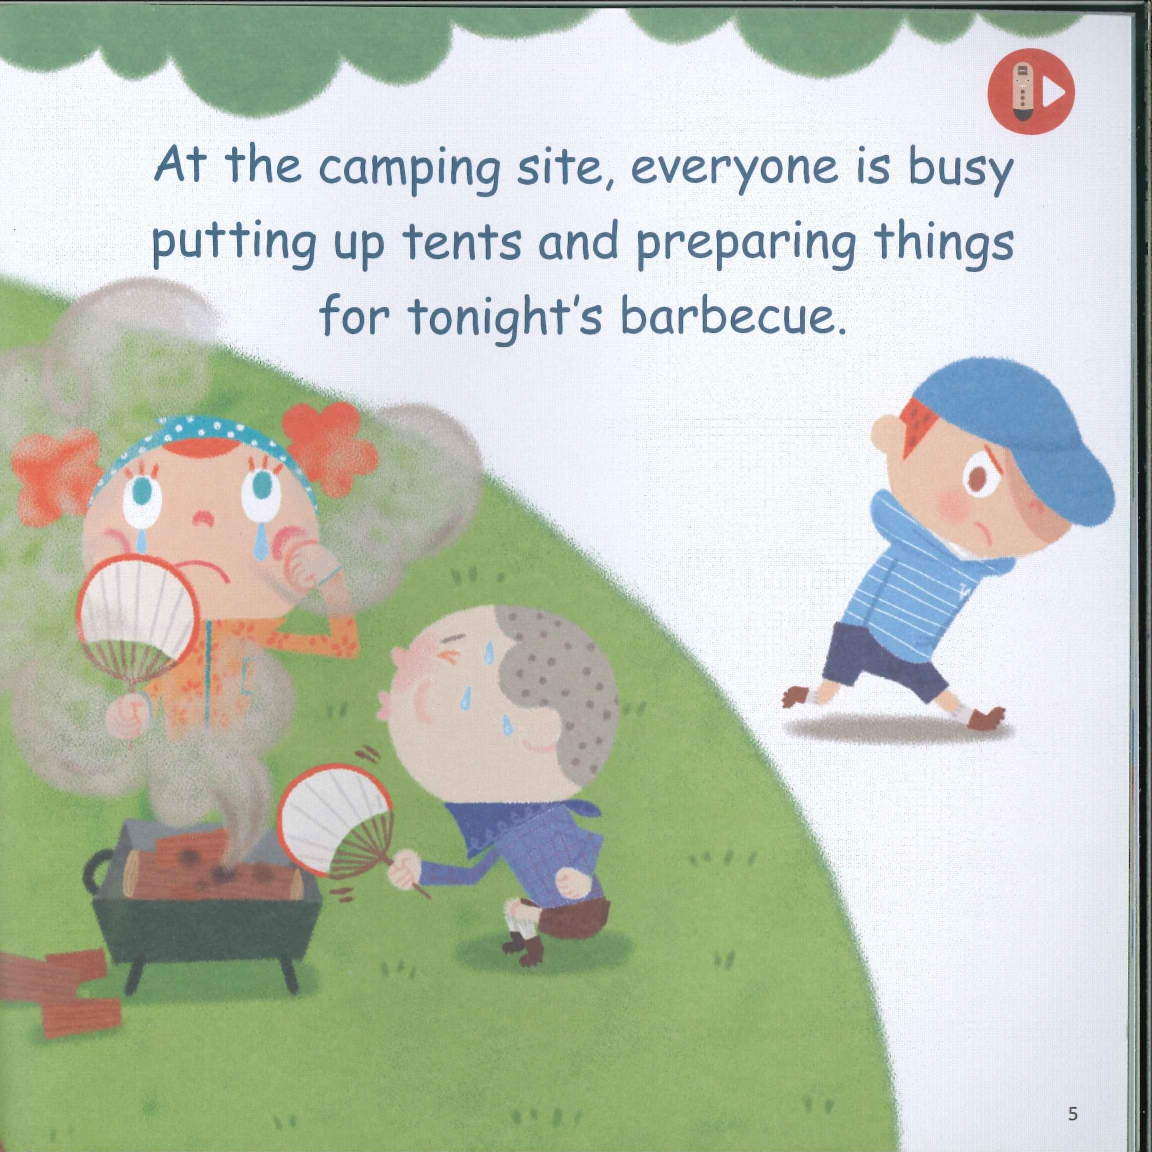 At the camping site, everyone is busy
putting up tents and preparing things
for tonight's barbecue.
5